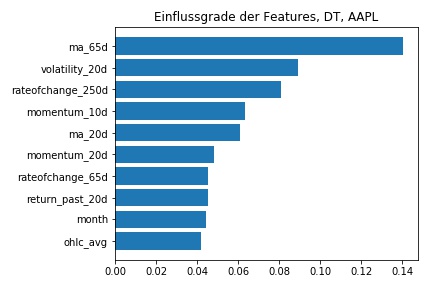 Einflussgrade der Features, DT, AAPL
ma_65d
volatility_20d
rateofchange_250d
momentum_10d
ma_20d
momentum_20d
rateofchange_65d
return_past_20d
month
ohlc_avg
0.00 0.02 0.04 0.06 0.08 0.10 0.12 0.14